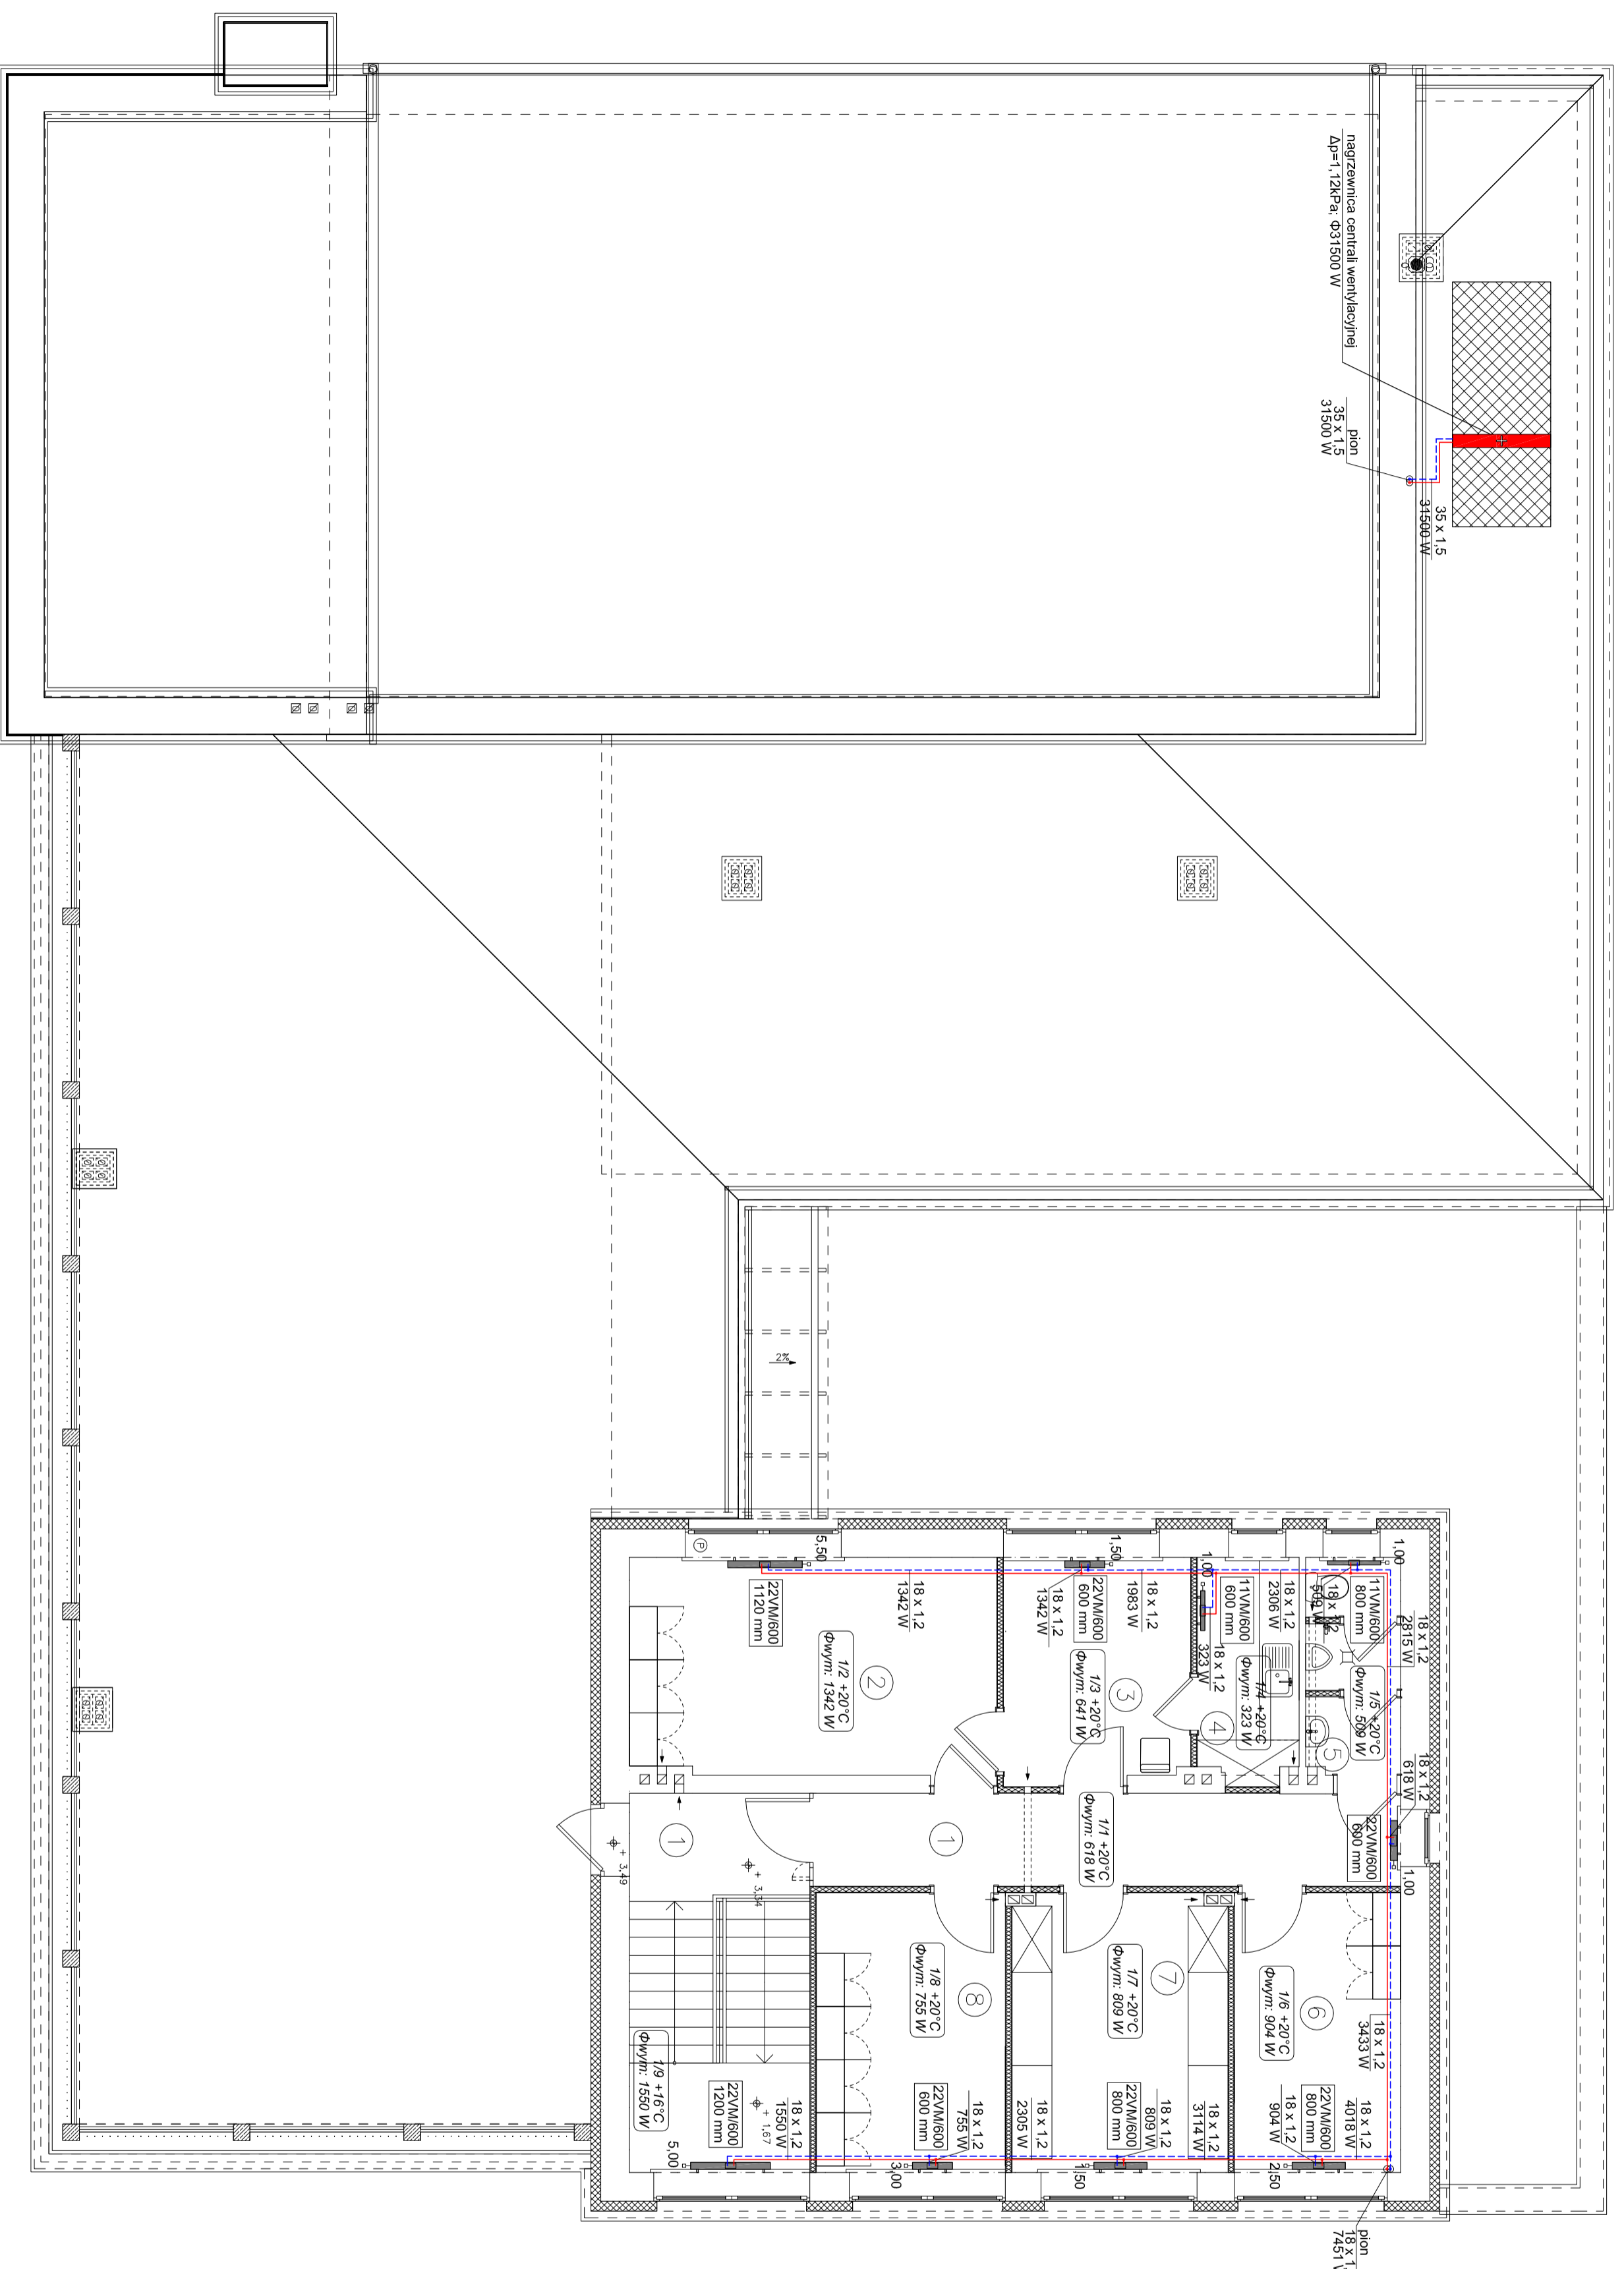 nagrzewnica centrali wentylacyjnej
Δp=1,12kPa; Φ31500 W
pion
35 x 1,5
31500 W
35 x 1,5
31500 W
2%
P
5,50
22VM/600
1120 mm
18 x 1,2
1342 W
2
1/2 +20°C
Φwym: 1342 W
1,50
22VM/600
600 mm
18 x 1,2
1342 W
18 x 1,2
1983 W
3
1/3 +20°C
Φwym: 641 W
1,00
11VM/600
600 mm
18 x 1,2
323 W
18 x 1,2
2306 W
4
1/4 +20°C
Φwym: 323 W
1,00
11VM/600
800 mm
18 x 1,2
509 W
18 x 1,2
2815 W
5
1/5 +20°C
Φwym: 509 W
18 x 1,2
618 W
22VM/600
600 mm
1,00
1/1 +20°C
Φwym: 618 W
1
1
+ 3,49
+ 3,34
+ 1,67
6
1/6 +20°C
Φwym: 904 W
18 x 1,2
3433 W
18 x 1,2
4018 W
22VM/600
800 mm
18 x 1,2
904 W
2,50
7
1/7 +20°C
Φwym: 809 W
18 x 1,2
3114 W
18 x 1,2
809 W
22VM/600
800 mm
1,50
8
1/8 +20°C
Φwym: 755 W
18 x 1,2
2305 W
18 x 1,2
755 W
22VM/600
600 mm
3,00
1/9 +16°C
Φwym: 1550 W
18 x 1,2
1550 W
22VM/600
1200 mm
5,00
pion
18 x 1,
7451 W